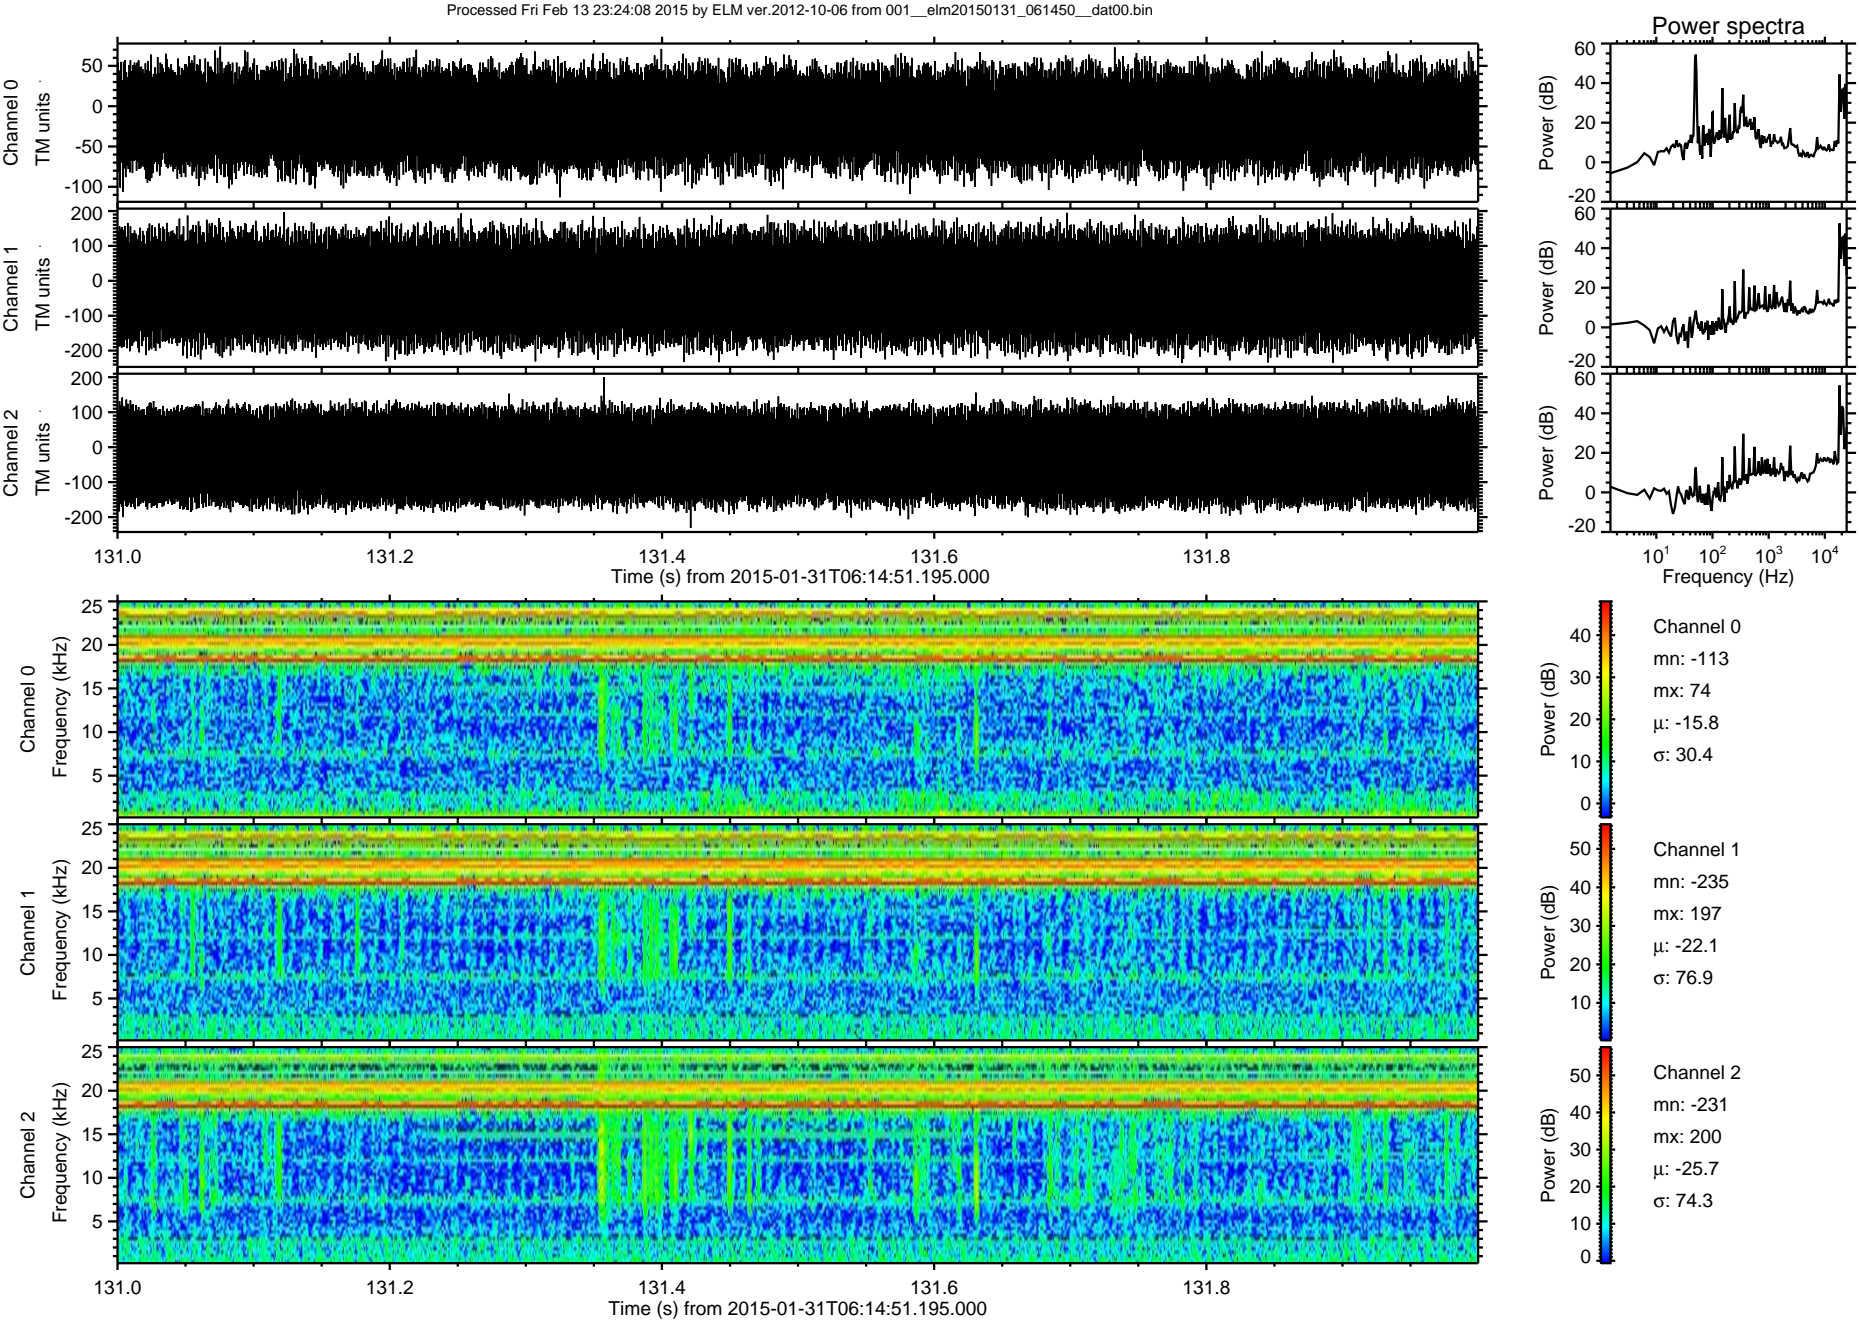 Processed Fri Feb 13 23:24:08 2015 by ELM ver.2012-10-06 from 001__elm20150131_061450__dat00.bin
Power spectra
Channel 0
TM units
50
0
-50
-100
Power (dB)
60
40
20
0
-20
Channel 1
TM units
200
100
0
-100
-200
Power (dB)
60
40
20
0
-20
Channel 2
TM units
200
100
0
-100
-200
Power (dB)
60
40
20
0
-20
131.0 131.2 131.4 131.6 131.8
Time (s) from 2015-01-31T06:14:51.195.000
10¹ 10² 10³ 10⁴
Frequency (Hz)
Channel 0
Frequency (kHz)
25
20
15
10
5
Power (dB)
40
30
20
10
0
Channel 0
mn: -113
mx: 74
μ: -15.8
σ: 30.4
Channel 1
Frequency (kHz)
25
20
15
10
5
Power (dB)
50
40
30
20
10
Channel 1
mn: -235
mx: 197
μ: -22.1
σ: 76.9
Channel 2
Frequency (kHz)
25
20
15
10
5
Power (dB)
50
40
30
20
10
0
Channel 2
mn: -231
mx: 200
μ: -25.7
σ: 74.3
131.0 131.2 131.4 131.6 131.8
Time (s) from 2015-01-31T06:14:51.195.000